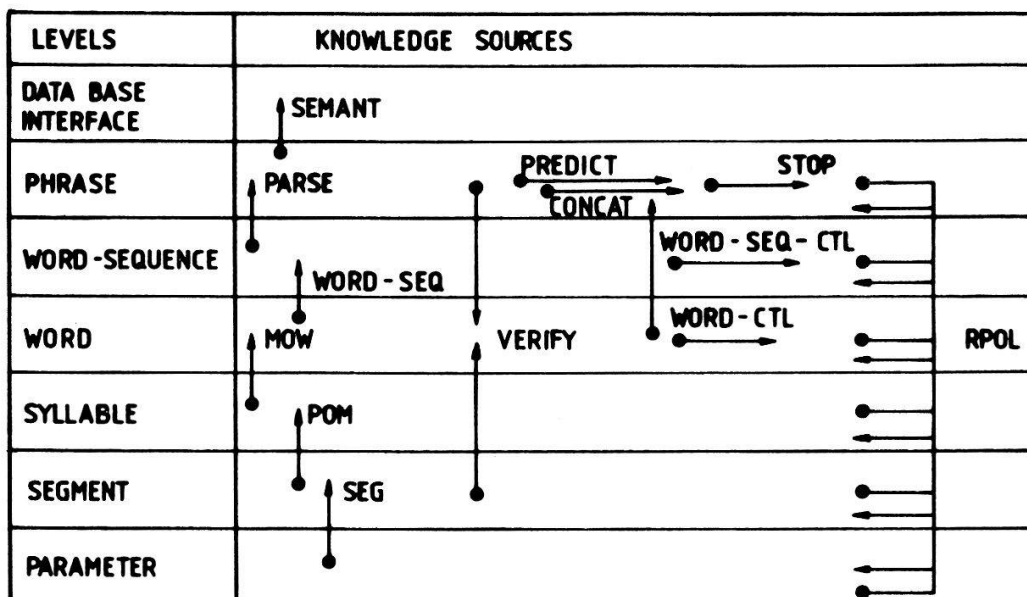 LEVELS
KNOWLEDGE SOURCES
DATA BASE
INTERFACE
SEMANT
PHRASE
PARSE
PREDICT
CONCAT
STOP
WORD-SEQUENCE
WORD-SEQ
WORD-SEQ-CTL
WORD
MOW
VERIFY
WORD-CTL
RPOL
SYLLABLE
POM
SEGMENT
SEG
PARAMETER